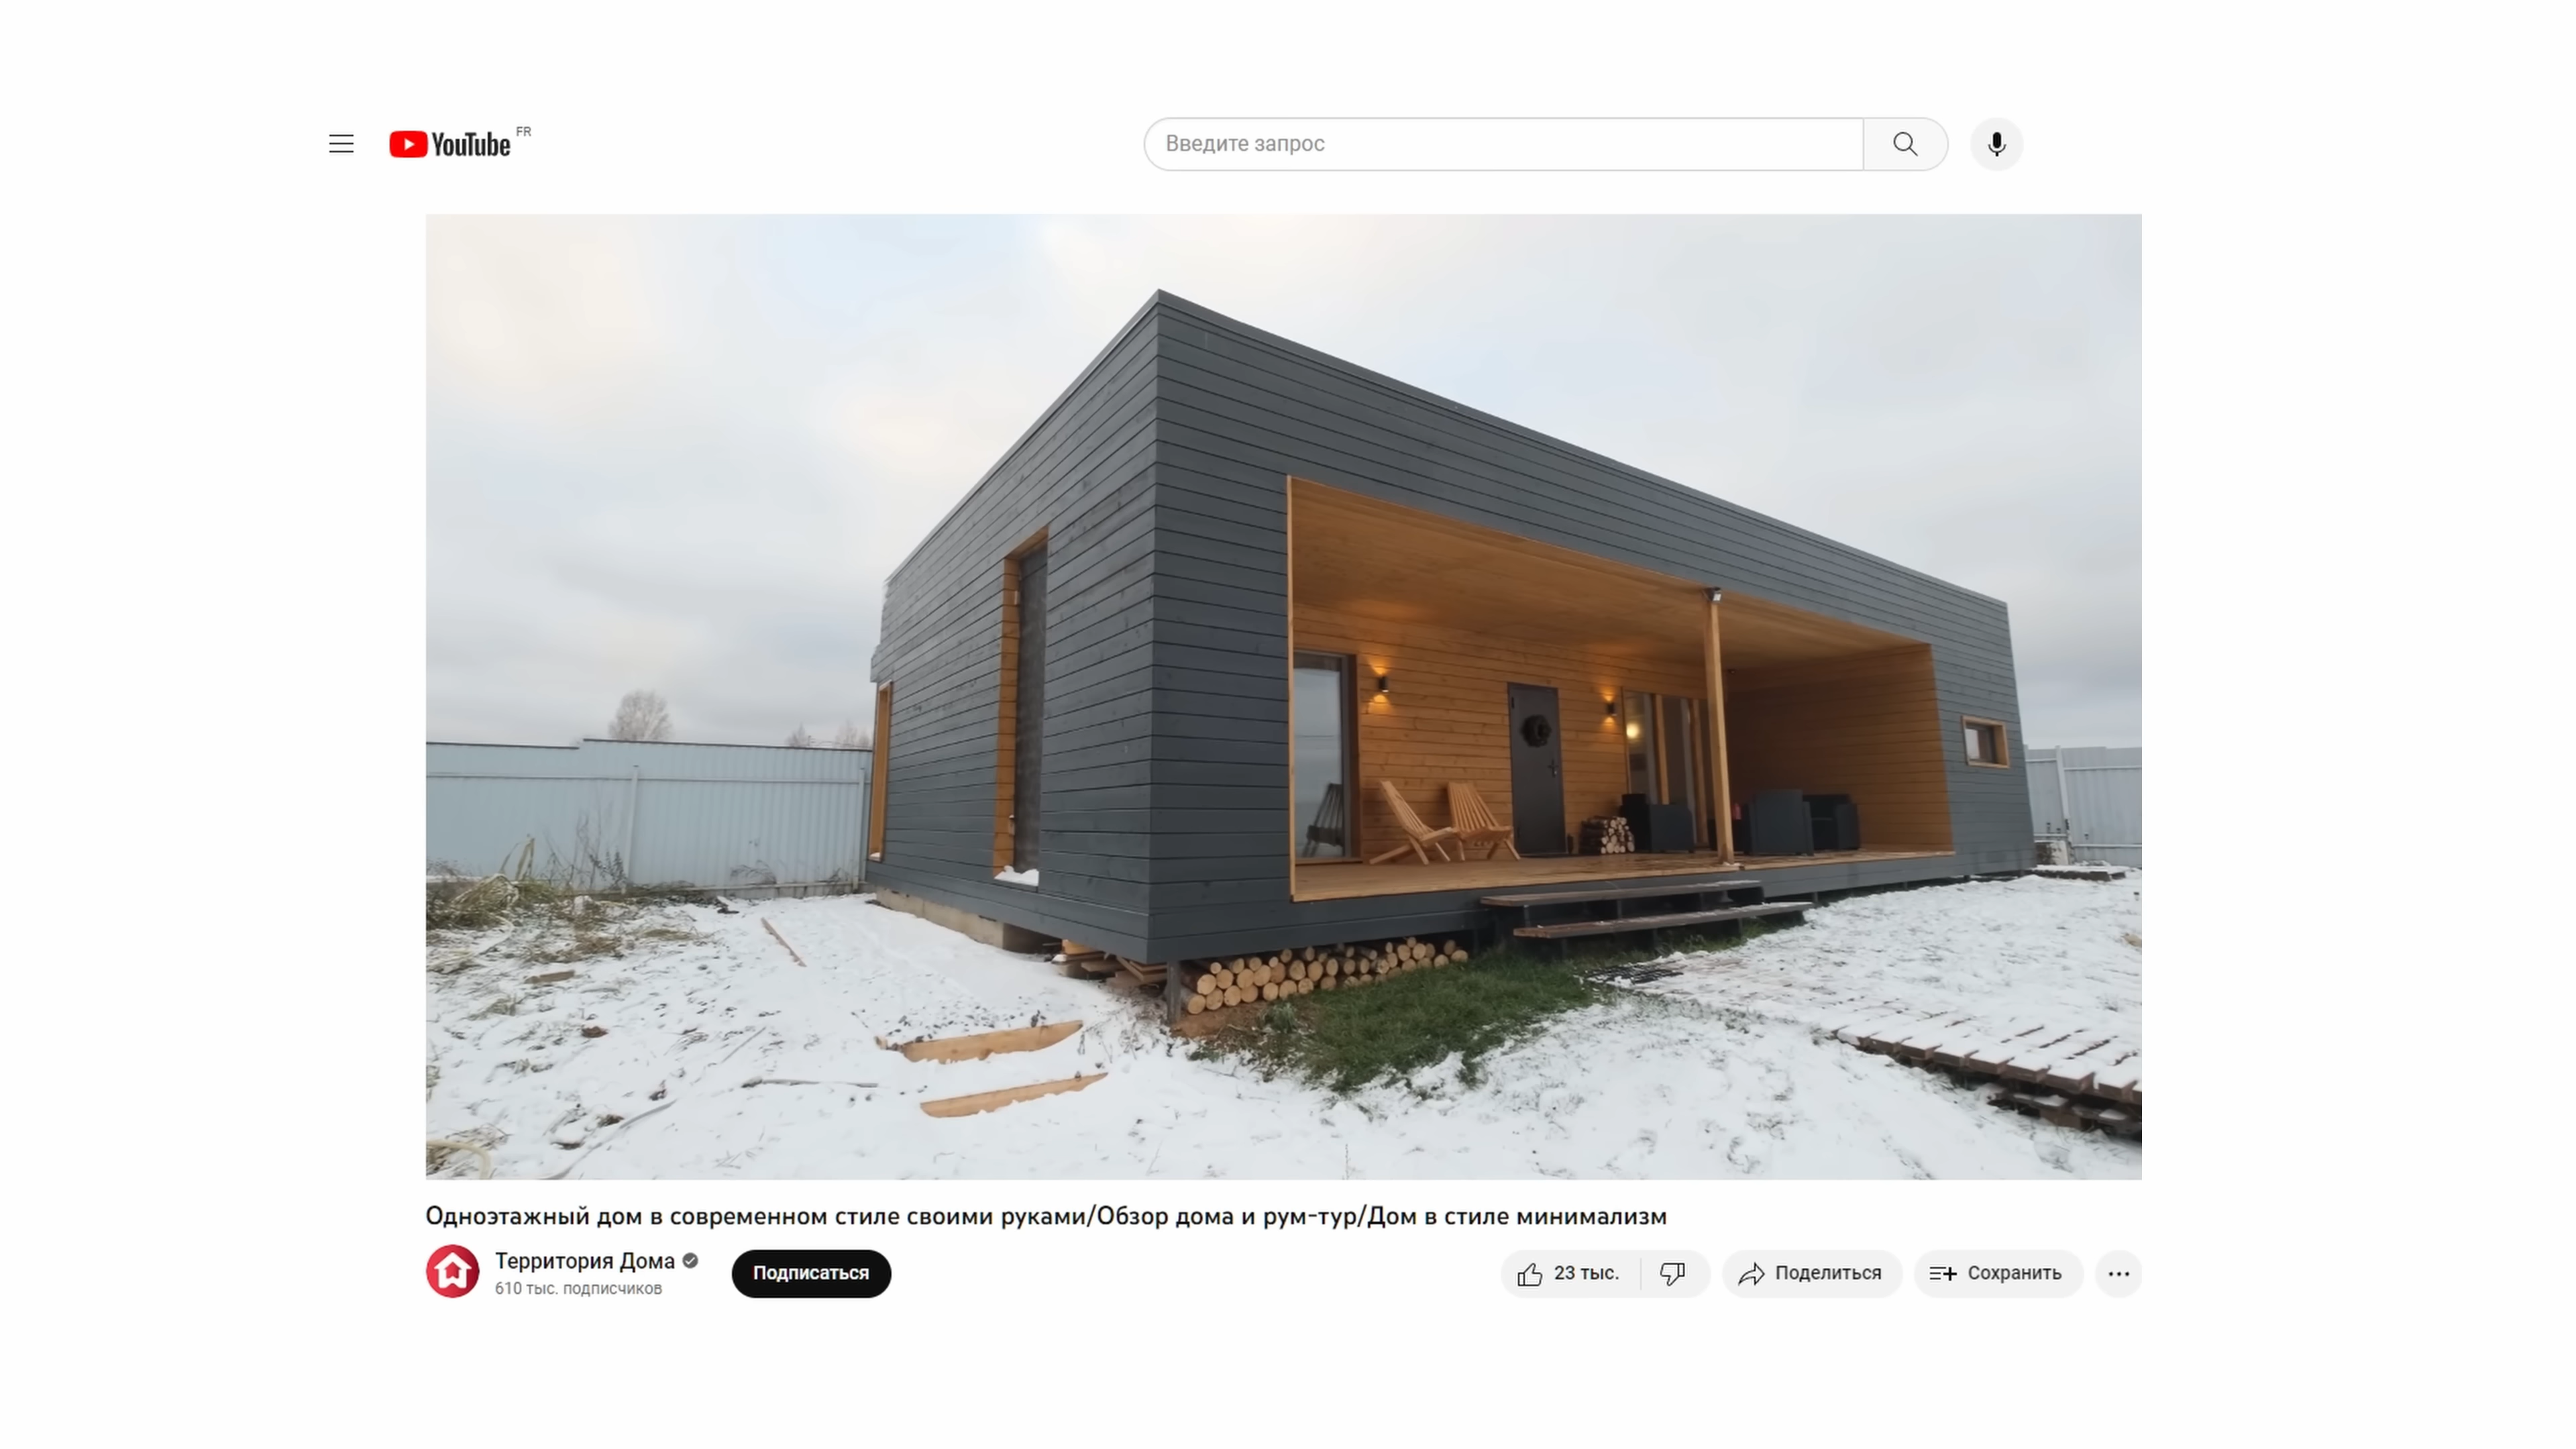 YouTube FR
Введите запрос
Одноэтажный дом в современном стиле своими руками/Обзор дома и рум-тур/Дом в стиле минимализм
Территория Дома
610 тыс. подписчиков
Подписаться
23 тыс.
Поделиться
Сохранить